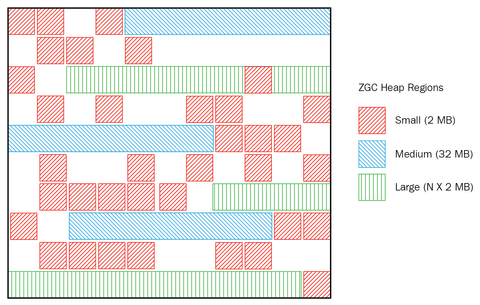 ZGC Heap Regions
Small (2 MB)
Medium (32 MB)
Large (N X 2 MB)